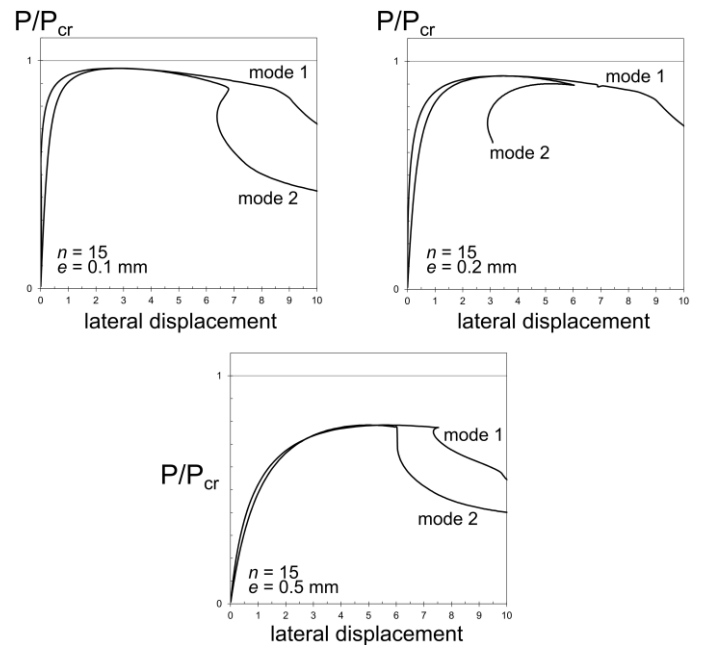 P/Pcr
1
mode 1
mode 2
n = 15
e = 0.1 mm
0
0 1 2 3 4 5 6 7 8 9 10
lateral displacement
P/Pcr
1
mode 1
mode 2
n = 15
e = 0.2 mm
0
0 1 2 3 4 5 6 7 8 9 10
lateral displacement
1
P/Pcr
mode 1
mode 2
n = 15
e = 0.5 mm
0
0 1 2 3 4 5 6 7 8 9 10
lateral displacement